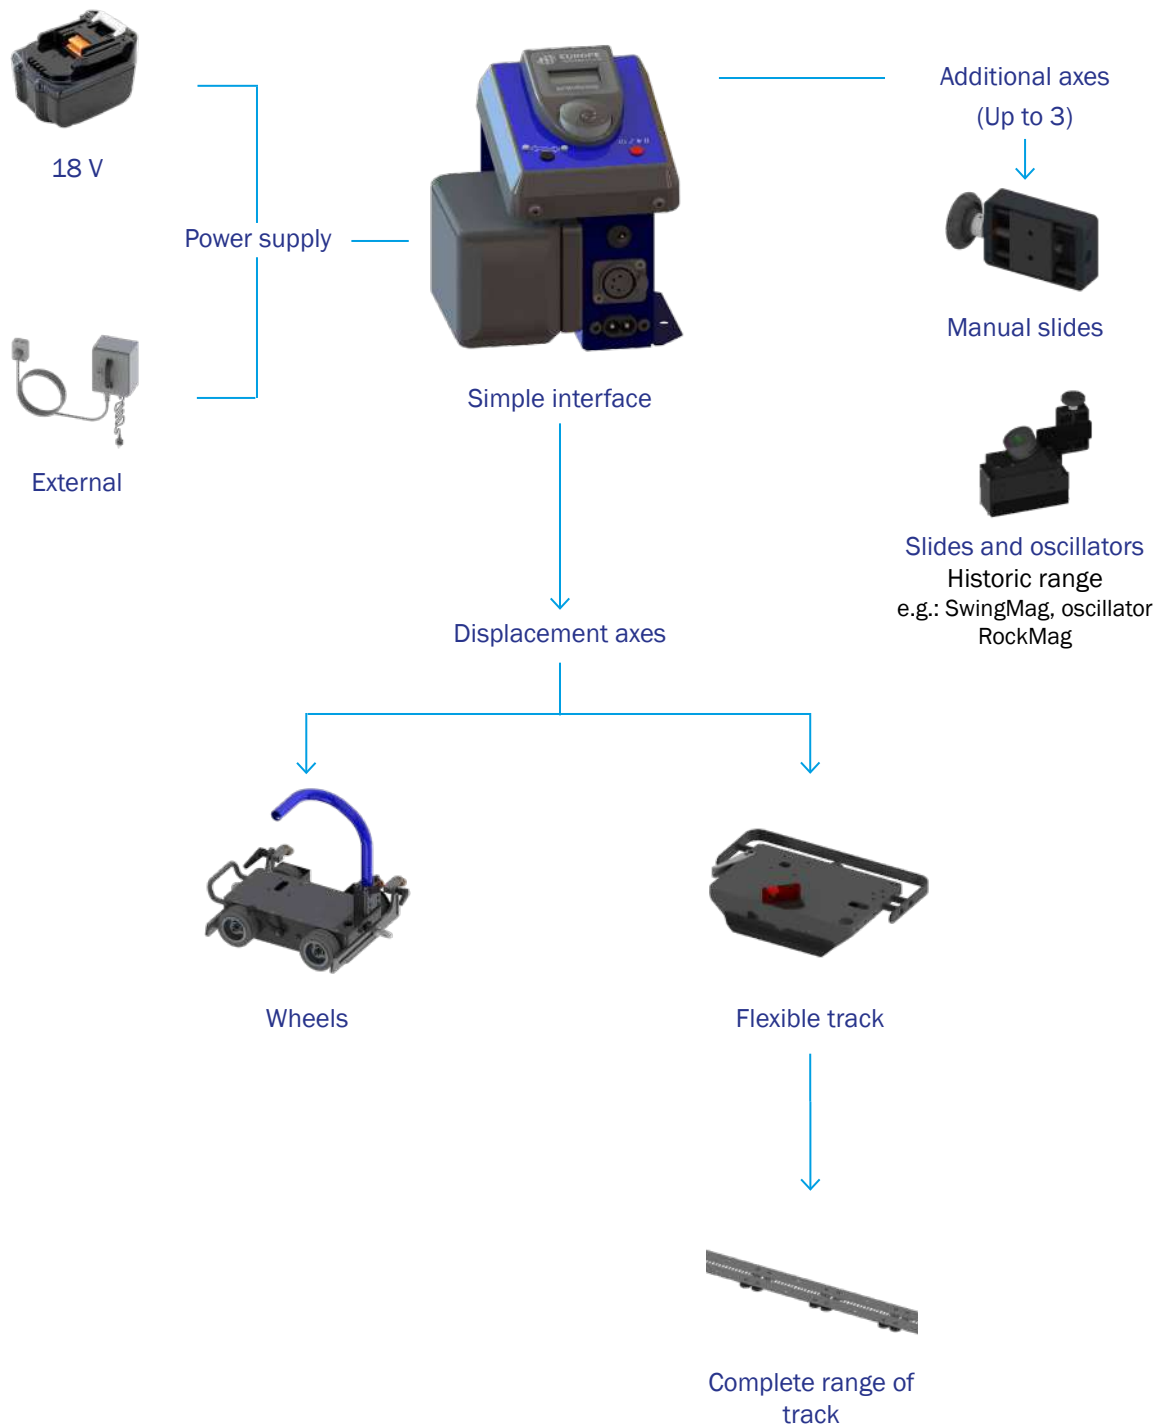 EUROPE
Additional axes
(Up to 3)
18 V
Power supply
Manual slides
Simple interface
External
Slides and oscillators
Historic range
e.g.: SwingMag, oscillator
RockMag
Displacement axes
Wheels
Flexible track
Complete range of
track